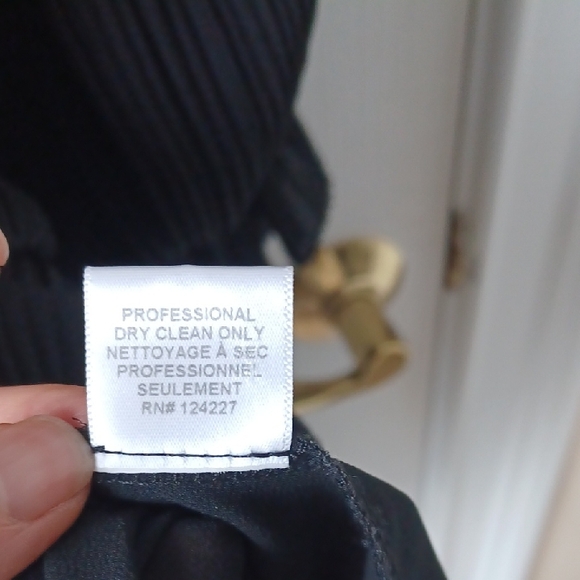 PROFESSIONAL
DRY CLEAN ONLY
NETTOYAGE À SEC
PROFESSIONNEL
SEULEMENT
RN# 124227